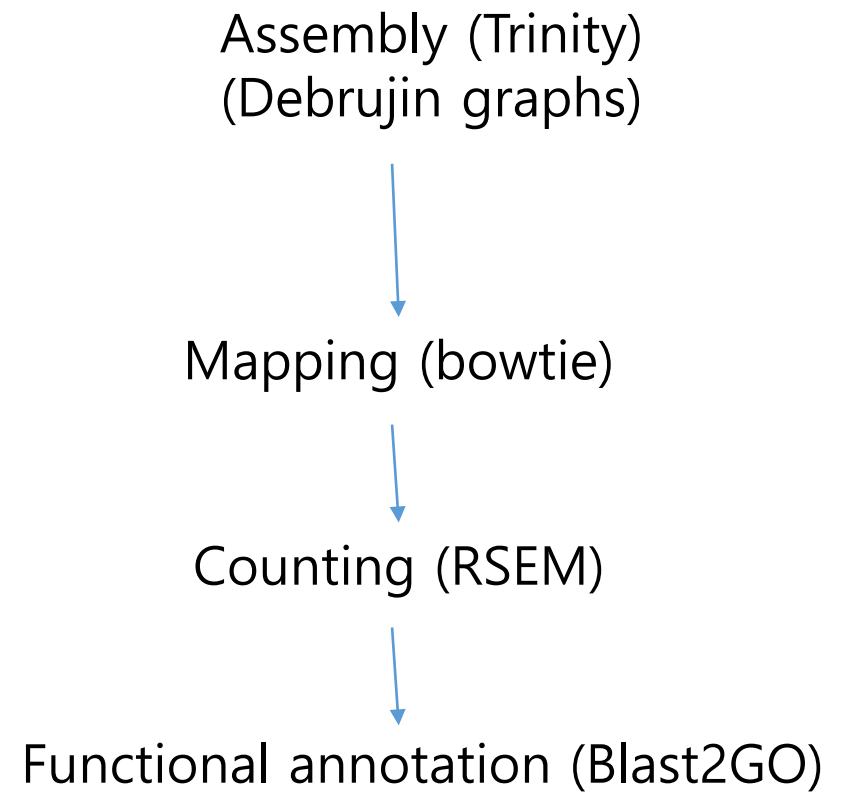 Assembly (Trinity)
(Debrujin graphs)
Mapping (bowtie)
Counting (RSEM)
Functional annotation (Blast2GO)